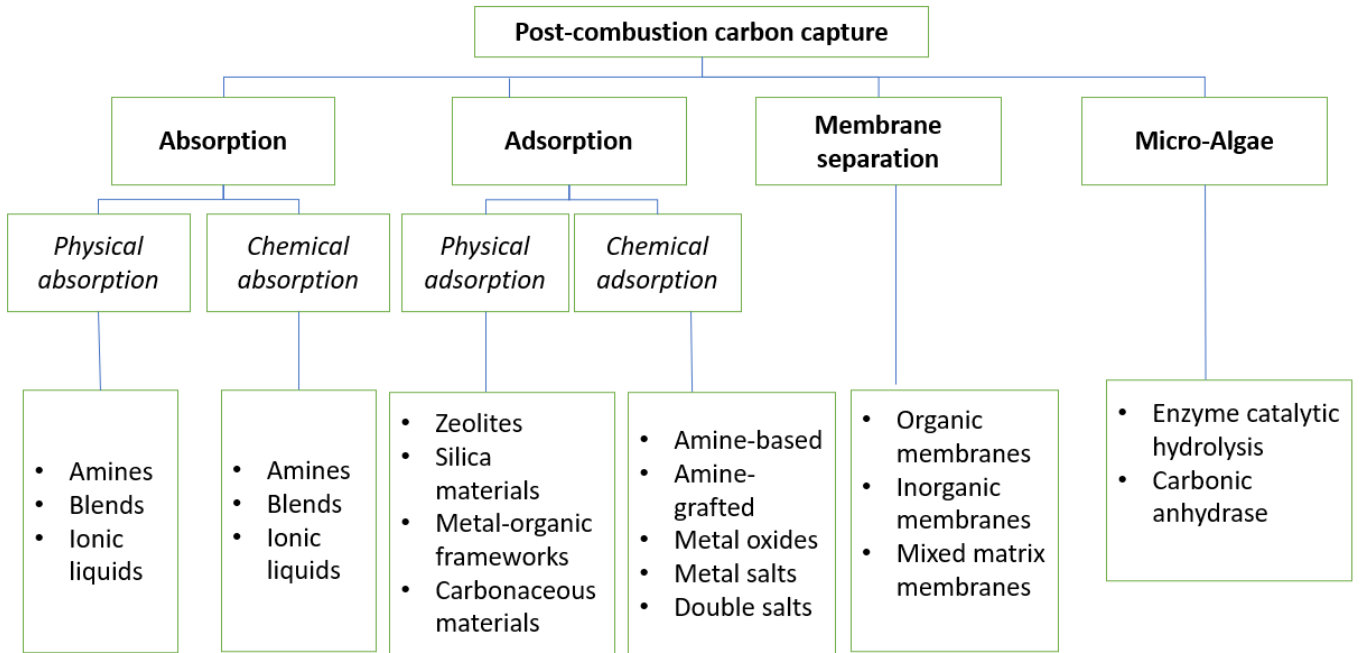 Post-combustion carbon capture
Absorption
Adsorption
Membrane
separation
Micro-Algae
Physical
absorption
Chemical
absorption
Physical
adsorption
Chemical
adsorption
• Amines
• Blends
• Ionic
liquids
• Amines
• Blends
• Ionic
liquids
• Zeolites
• Silica
materials
• Metal-organic
frameworks
• Carbonaceous
materials
• Amine-based
• Amine-
grafted
• Metal oxides
• Metal salts
• Double salts
• Organic
membranes
• Inorganic
membranes
• Mixed matrix
membranes
• Enzyme catalytic
hydrolysis
• Carbonic
anhydrase